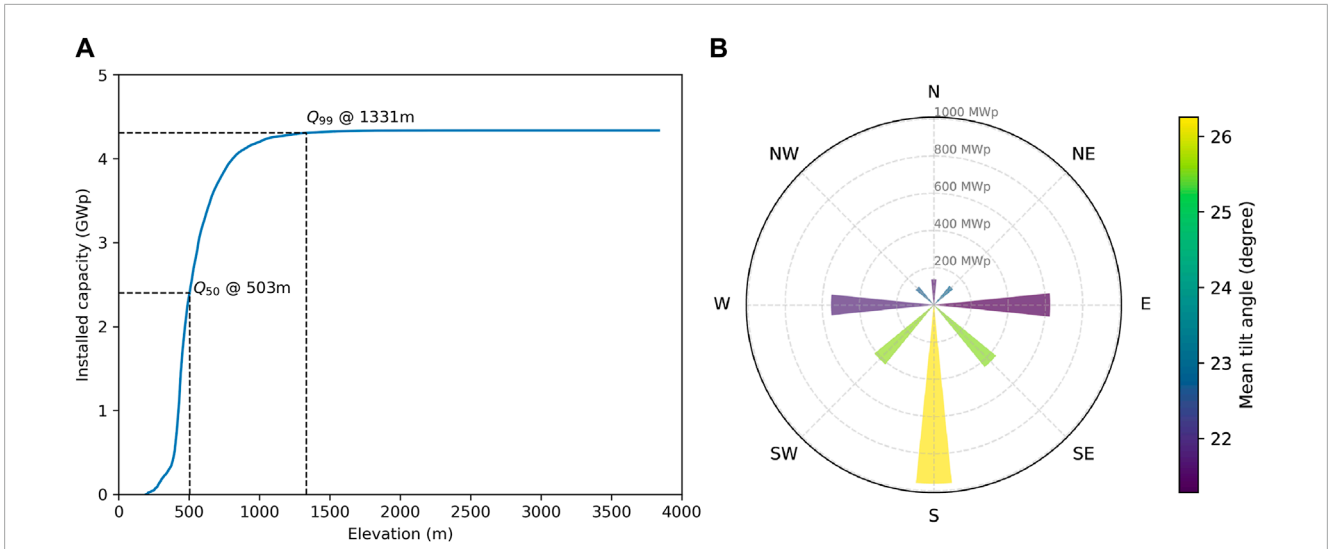 A
5
4
3
2
1
0
Installed capacity (GWp)
Q99 @ 1331m
Q50 @ 503m
0 500 1000 1500 2000 2500 3000 3500 4000
Elevation (m)
B
N
NE
E
SE
S
SW
W
NW
1000 MWp
800 MWp
600 MWp
400 MWp
200 MWp
26
25
24
23
22
Mean tilt angle (degree)